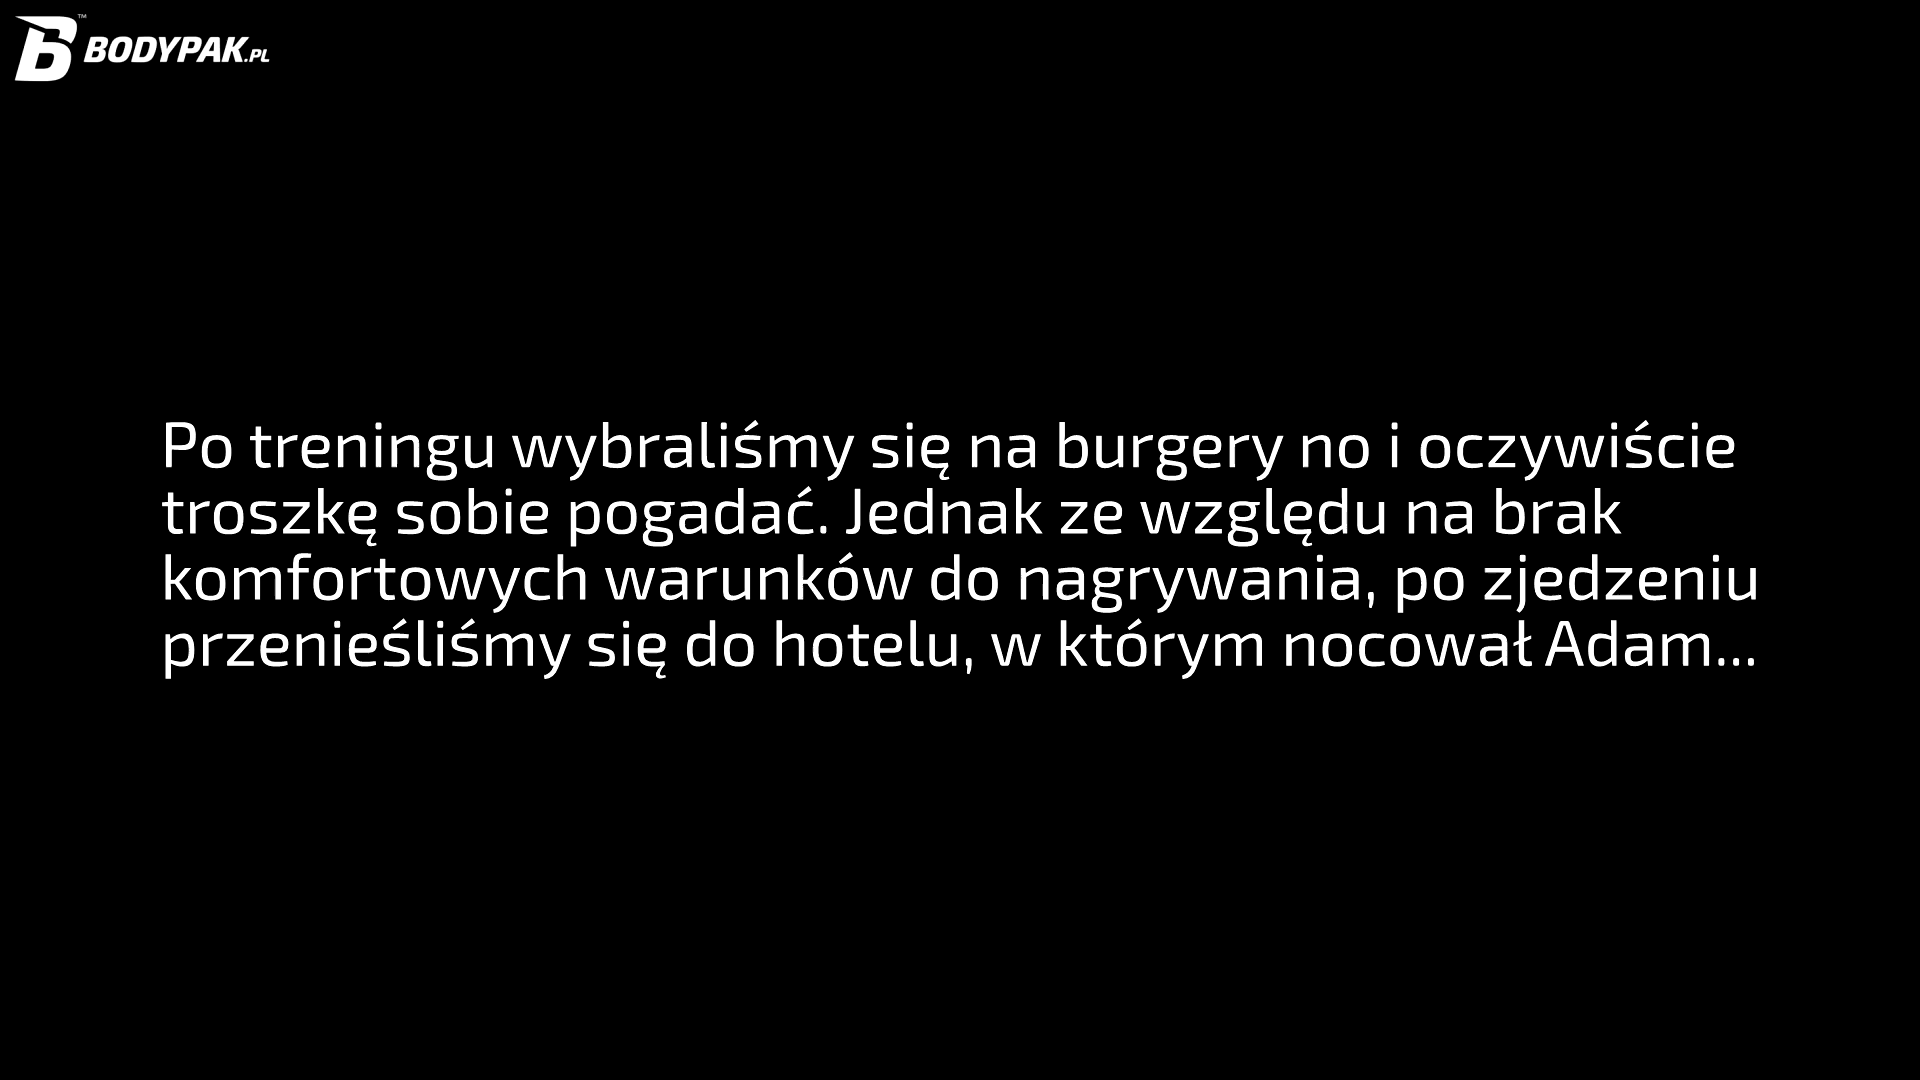 B™ BODYPAK.PL
Po treningu wybraliśmy się na burgery no i oczywiście
troszkę sobie pogadać. Jednak ze względu na brak
komfortowych warunków do nagrywania, po zjedzeniu
przenieśliśmy się do hotelu, w którym nocował Adam...